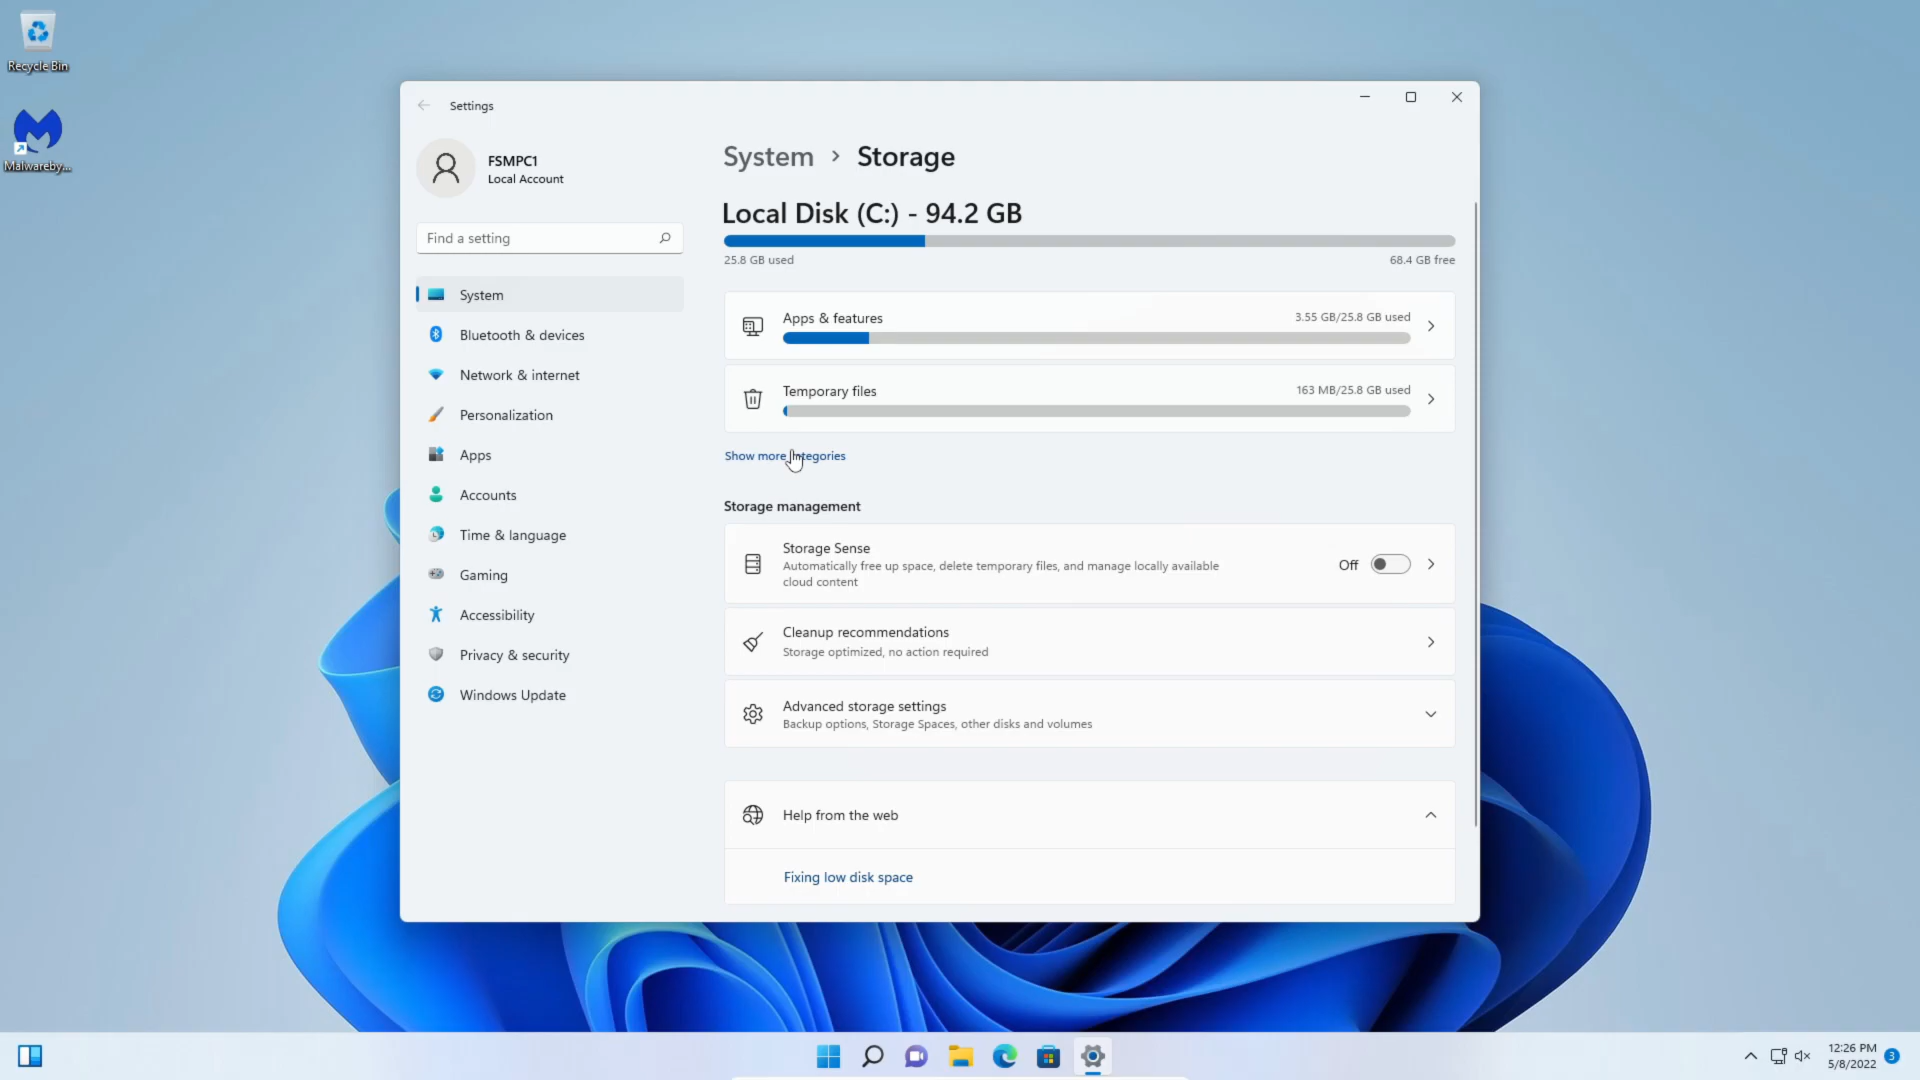 Recycle Bin
Malwareby...
Settings
FSMPC1
Local Account
Find a setting
System
Bluetooth & devices
Network & internet
Personalization
Apps
Accounts
Time & language
Gaming
Accessibility
Privacy & security
Windows Update
System > Storage
Local Disk (C:) - 94.2 GB
25.8 GB used
68.4 GB free
Apps & features
3.55 GB/25.8 GB used
Temporary files
163 MB/25.8 GB used
Show more categories
Storage management
Storage Sense
Automatically free up space, delete temporary files, and manage locally available
cloud content
Off
Cleanup recommendations
Storage optimized, no action required
Advanced storage settings
Backup options, Storage Spaces, other disks and volumes
Help from the web
Fixing low disk space
12:26 PM
5/8/2022
3